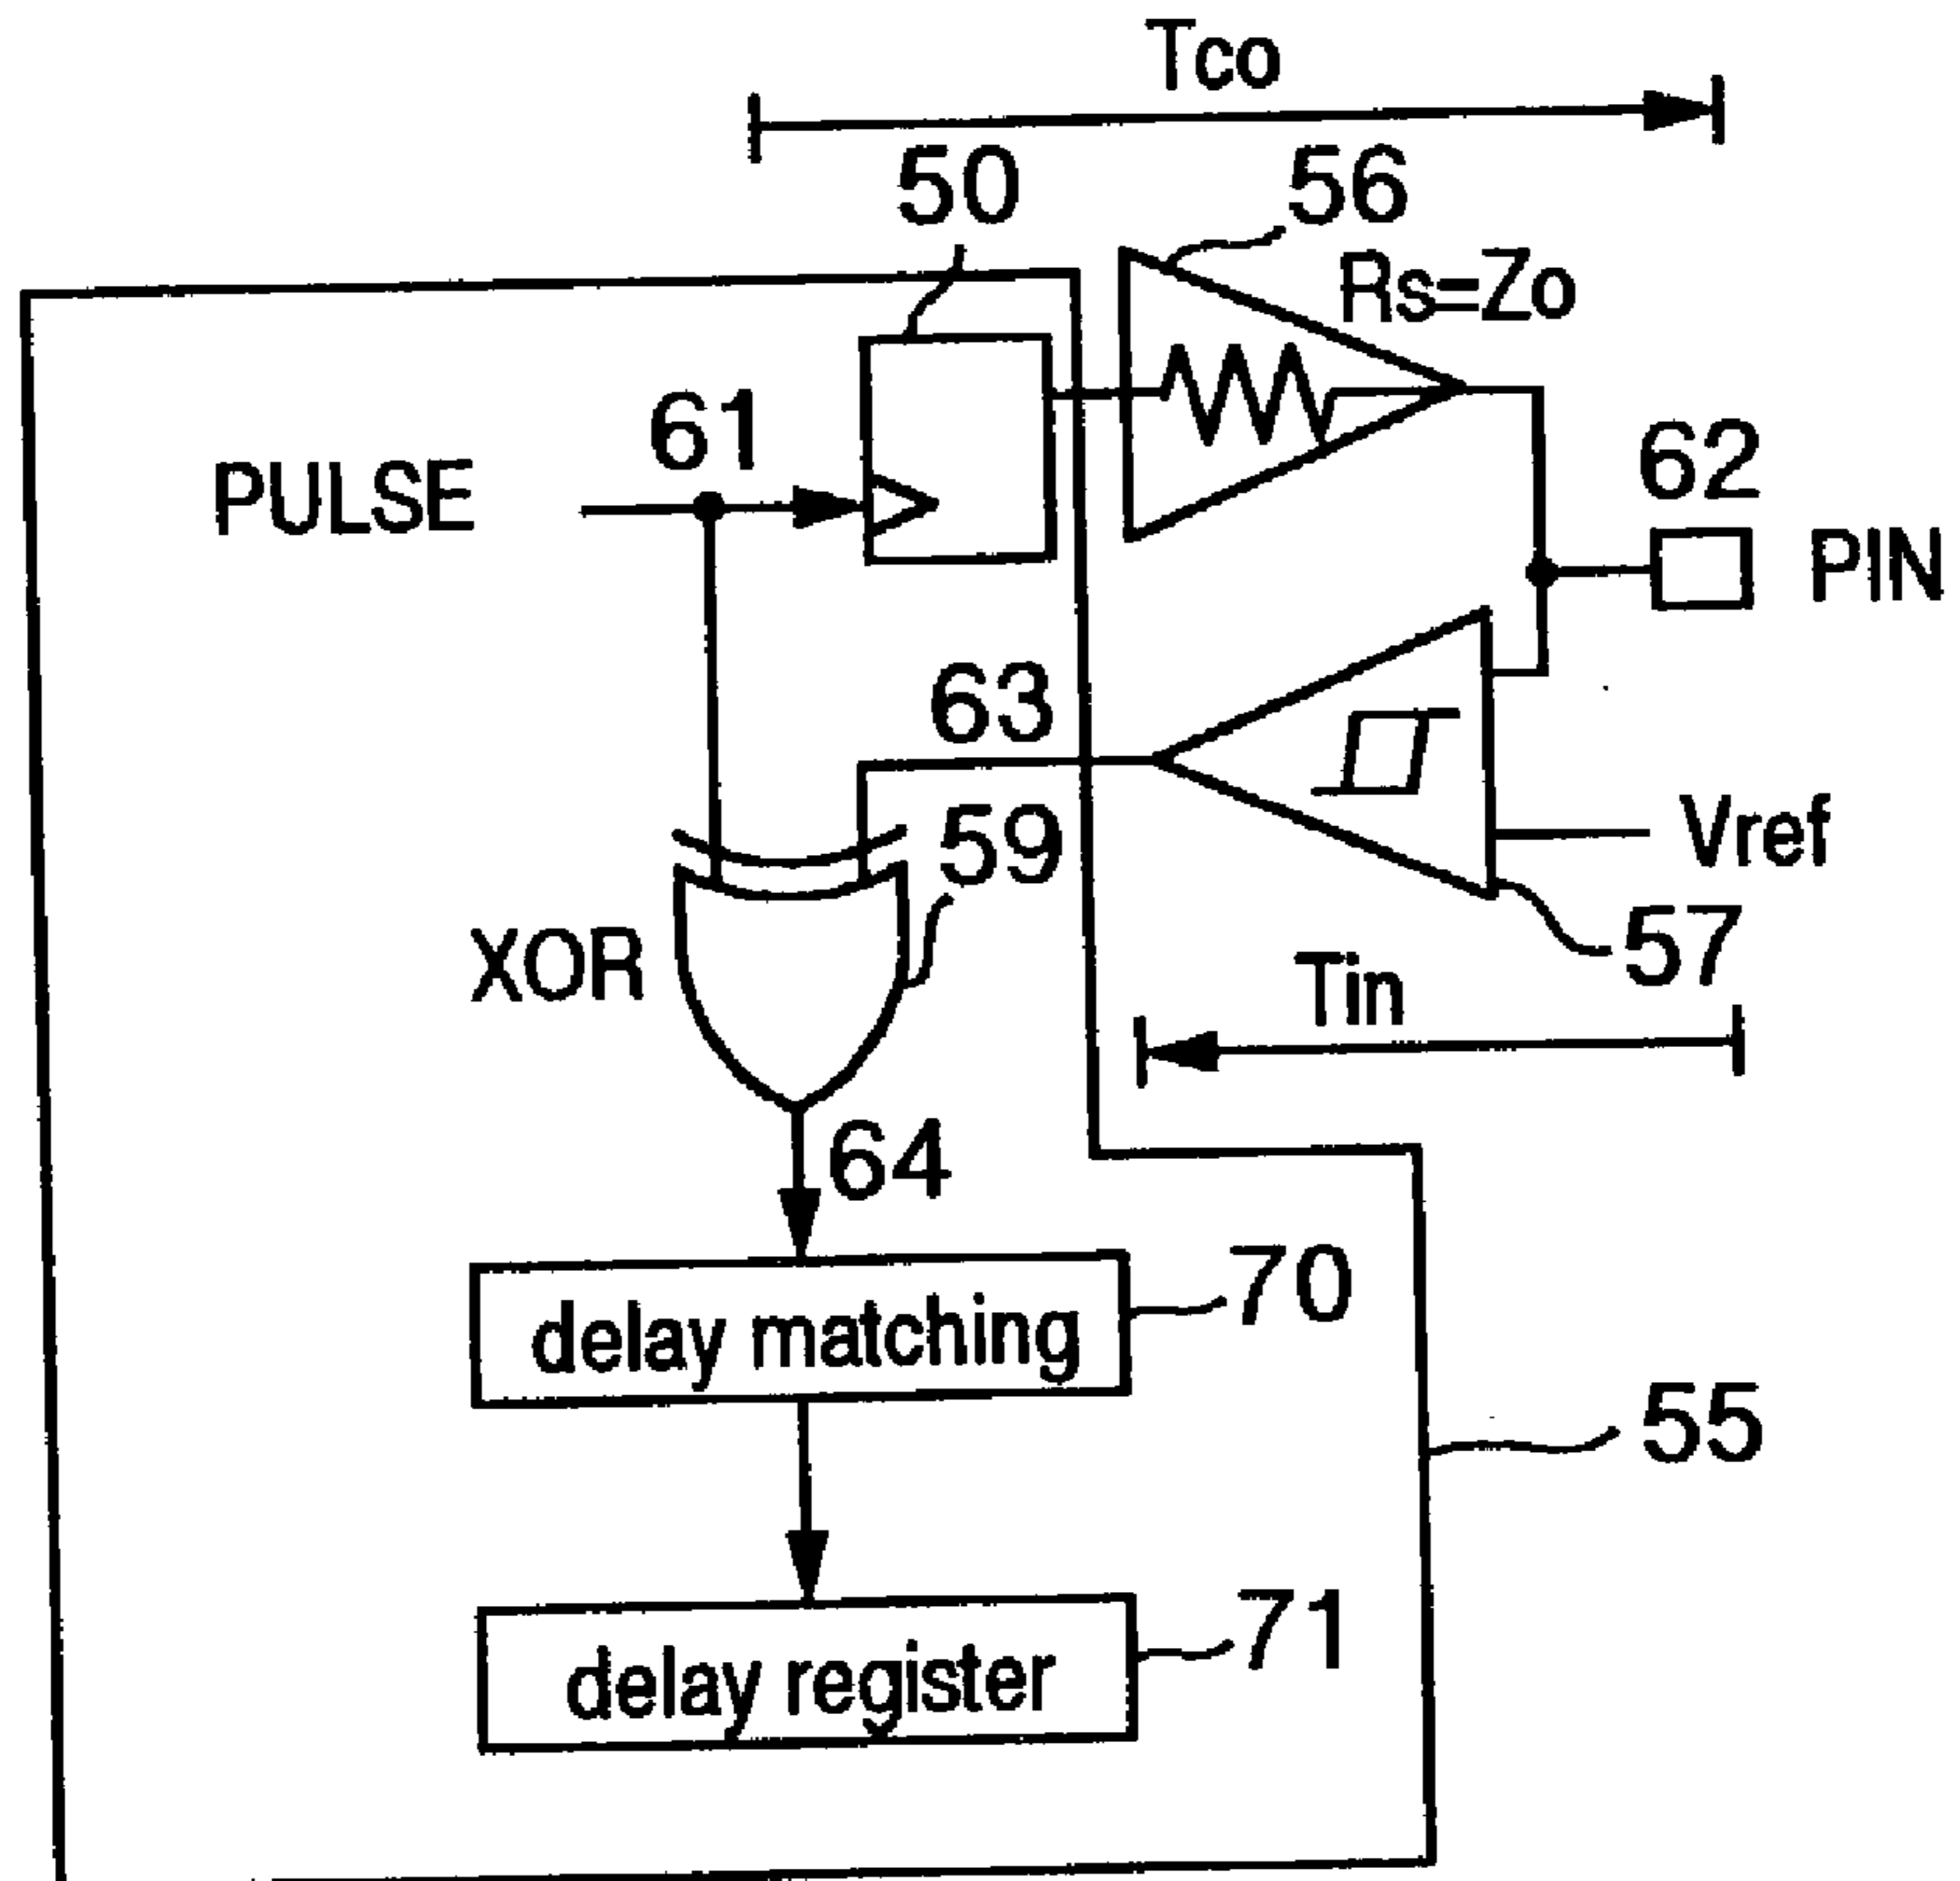 Tco
50
56
Rs=Zo
61
62
PULSE
PIN
63
59
Vref
XOR
57
Tin
64
70
delay matching
55
71
delay register